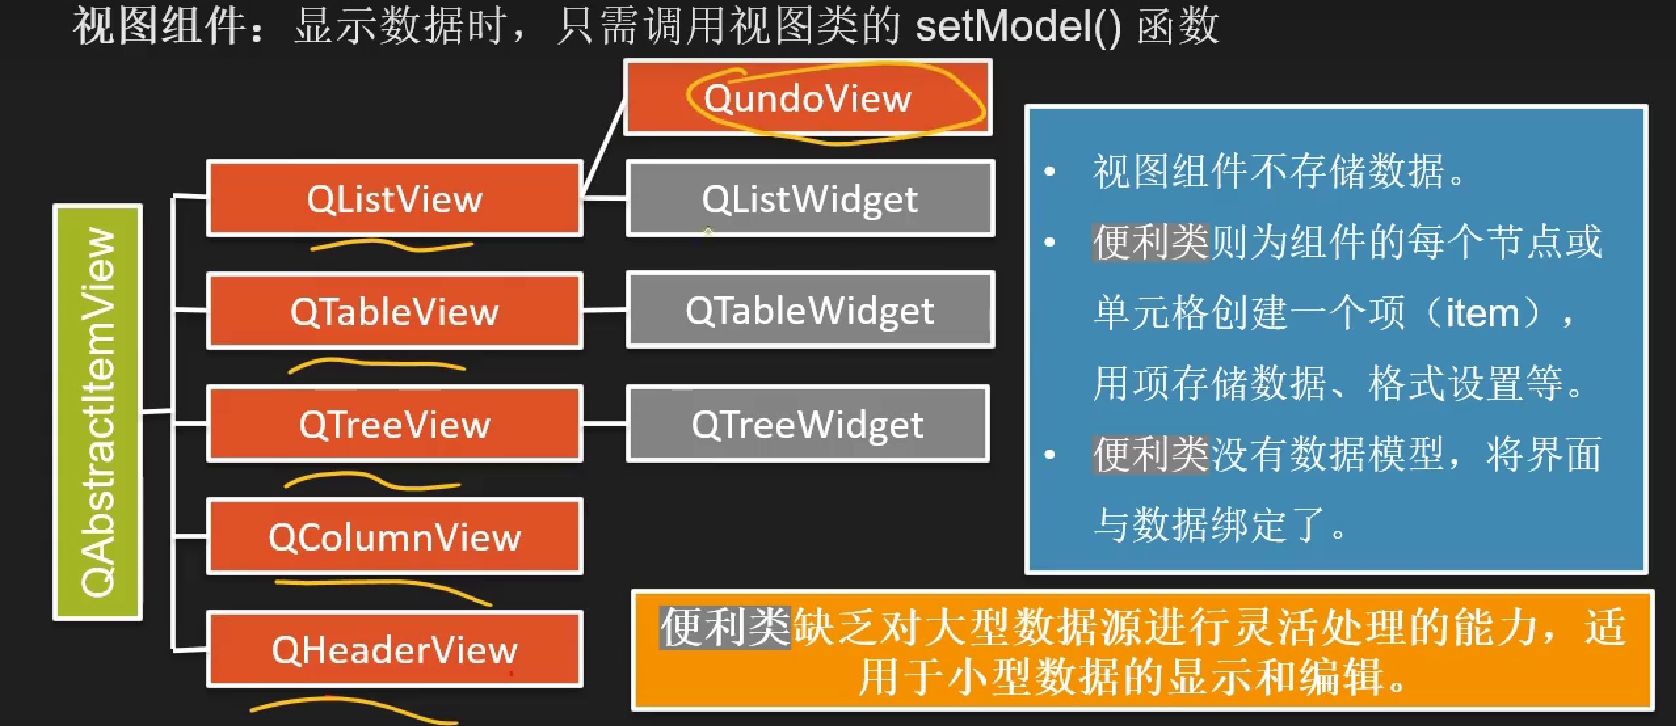 视图组件：显示数据时，只需调用视图类的 setModel() 函数
QAbstractItemView
QListView
QTableView
QTreeView
QColumnView
QHeaderView
QundoView
QListWidget
QTableWidget
QTreeWidget
• 视图组件不存储数据。
• 便利类则为组件的每个节点或
单元格创建一个项（item），
用项存储数据、格式设置等。
• 便利类没有数据模型，将界面
与数据绑定了。
便利类缺乏对大型数据源进行灵活处理的能力，适
用于小型数据的显示和编辑。